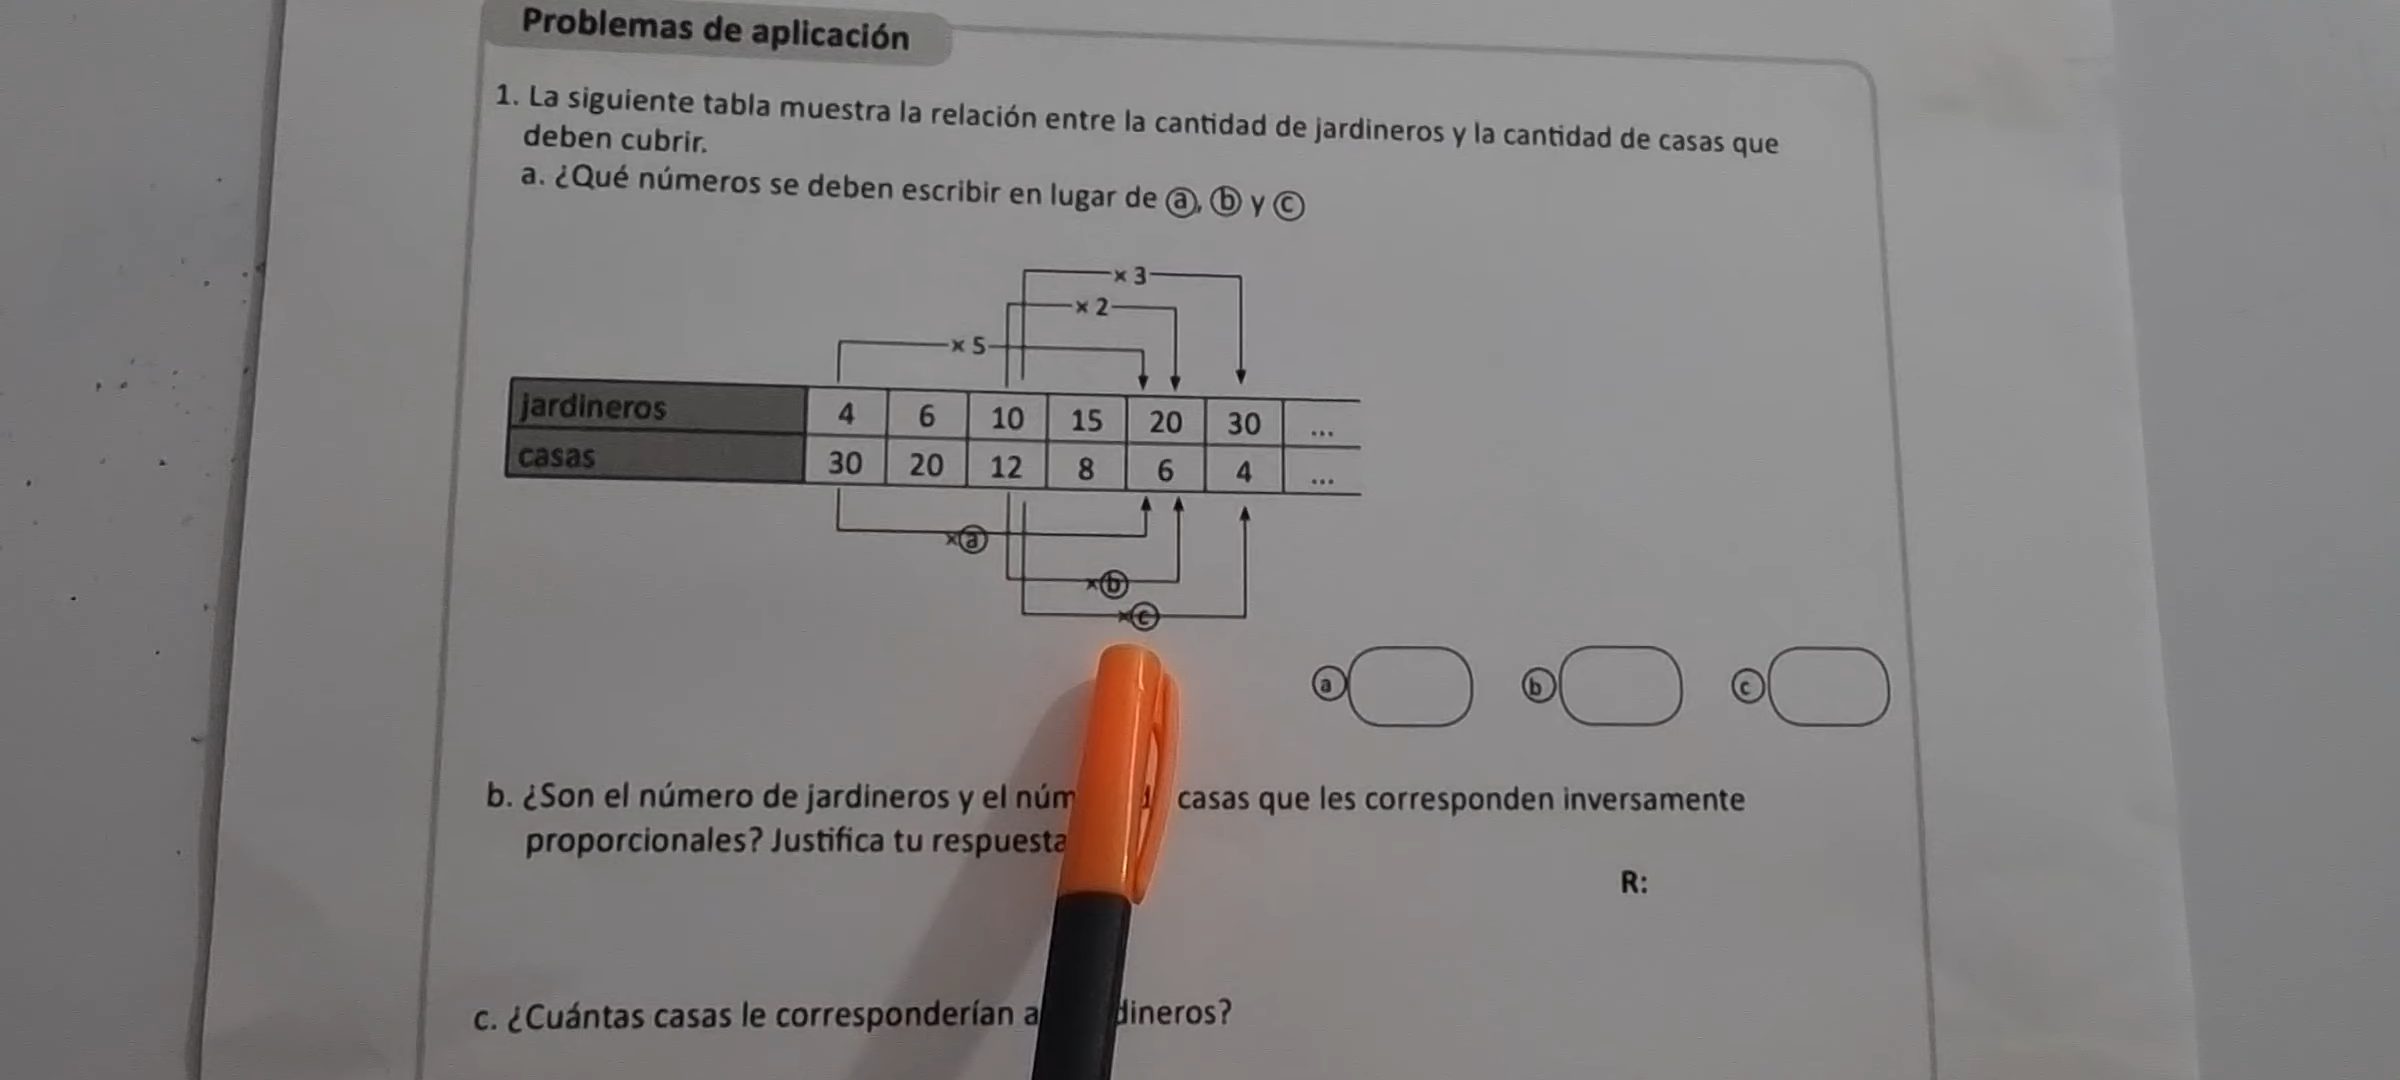 Problemas de aplicación
1. La siguiente tabla muestra la relación entre la cantidad de jardineros y la cantidad de casas que
deben cubrir.
a. ¿Qué números se deben escribir en lugar de ⓐ, ⓑ y ⓒ
× 3
× 2
× 5
jardineros 4 6 10 15 20 30 ...
casas 30 20 12 8 6 4 ...
×ⓐ
×ⓑ
×ⓒ
ⓐ ⓑ ⓒ
b. ¿Son el número de jardineros y el casas que les corresponden inversamente
proporcionales? Justifica tu respuesta
R:
c. ¿Cuántas casas le corresponderían a